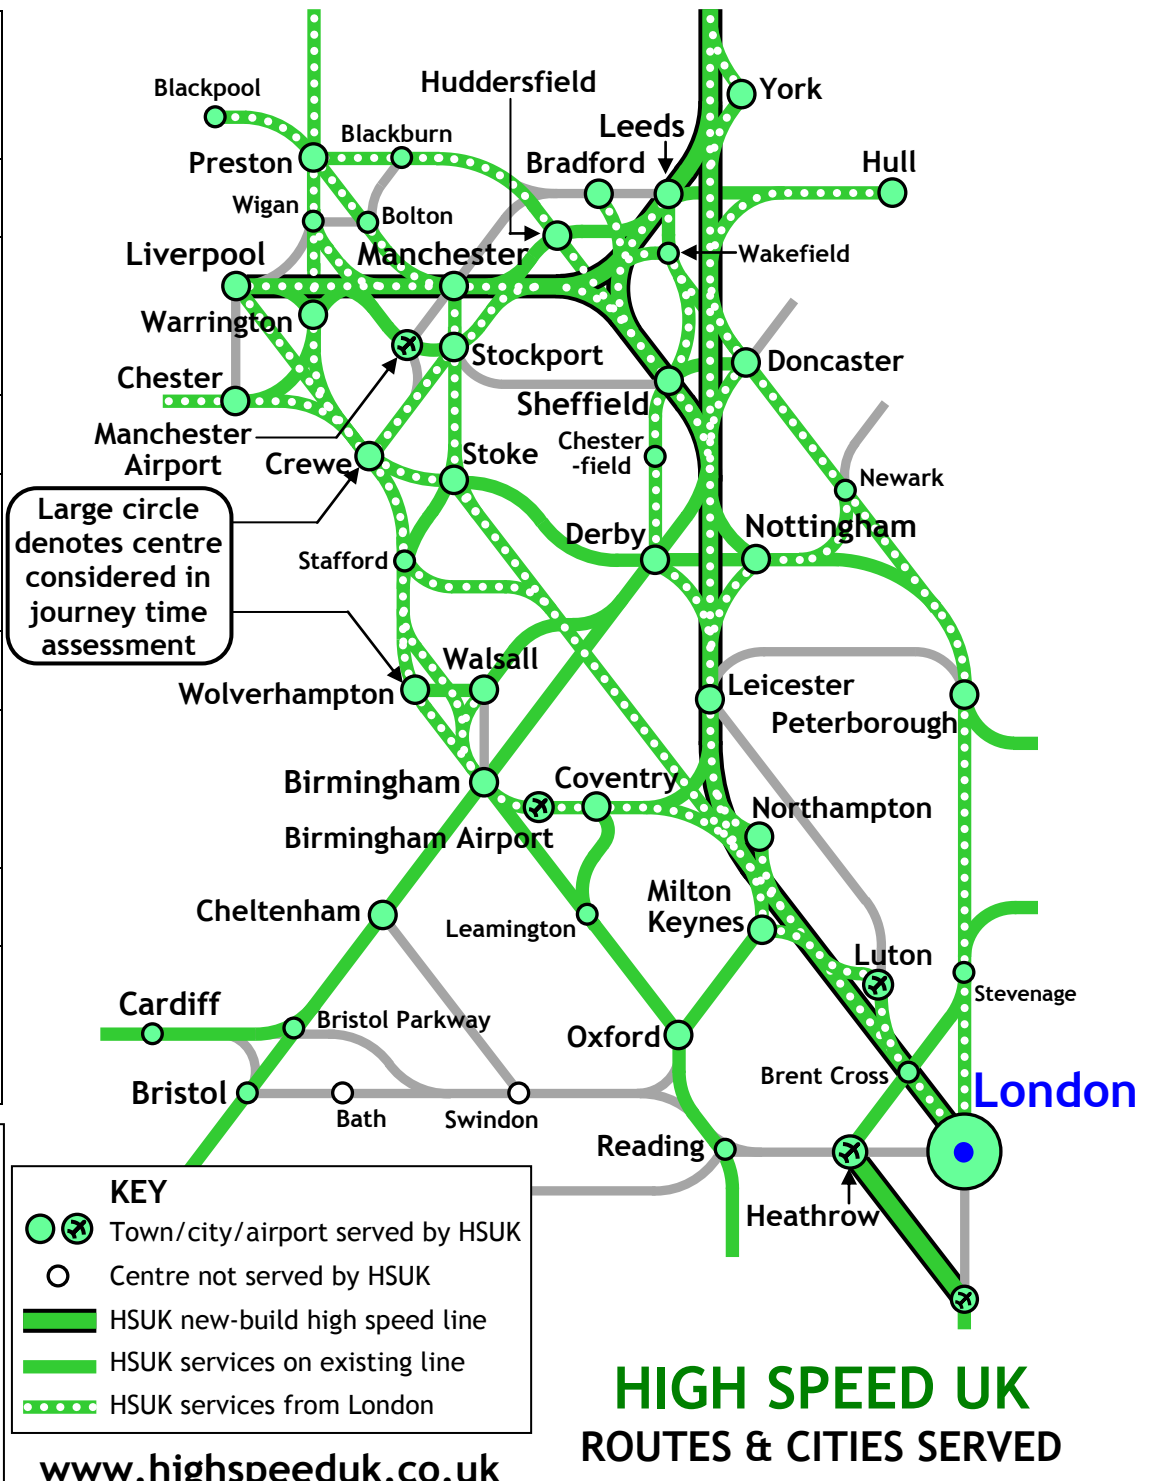 Blackpool
Huddersfield
York
Leeds
Blackburn
Preston
Bradford
Hull
Wigan
Bolton
Liverpool
Manchester
Wakefield
Warrington
Stockport
Doncaster
Chester
Sheffield
Manchester
Airport
Crewe
Chester
-field
Stoke
Newark
Large circle
denotes centre
considered in
journey time
assessment
Derby
Nottingham
Stafford
Walsall
Wolverhampton
Leicester
Peterborough
Birmingham
Coventry
Birmingham Airport
Northampton
Cheltenham
Leamington
Milton
Keynes
Luton
Stevenage
Cardiff
Bristol Parkway
Oxford
Brent Cross
London
Bristol
Bath
Swindon
Reading
Heathrow
KEY
Town/city/airport served by HSUK
Centre not served by HSUK
HSUK new-build high speed line
HSUK services on existing line
HSUK services from London
HIGH SPEED UK
ROUTES & CITIES SERVED
www.highspeeduk.co.uk